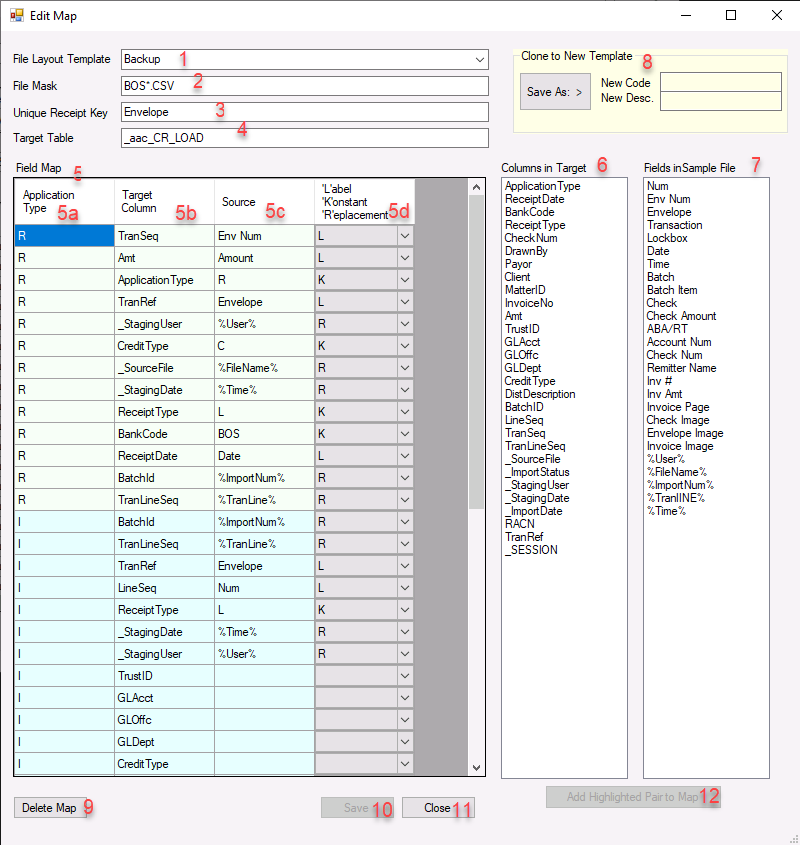 Edit Map
File Layout Template Backup 1
File Mask BOS*.CSV 2
Unique Receipt Key Envelope 3
Target Table _aac_CR_LOAD 4
Clone to New Template 8
Save As: >
New Code
New Desc.
Field Map 5
Application Type 5a
Target Column 5b
Source 5c
'L'abel
'K'onstant
'R'eplacement 5d
R TranSeq Env Num L
R Amt Amount L
R ApplicationType R K
R TranRef Envelope L
R _StagingUser %User% R
R CreditType C K
R _SourceFile %FileName% R
R _StagingDate %Time% R
R ReceiptType L K
R BankCode BOS K
R ReceiptDate Date L
R BatchId %ImportNum% R
R TranLineSeq %TranLine% R
I BatchId %ImportNum% R
I TranLineSeq %TranLine% R
I TranRef Envelope L
I LineSeq Num L
I ReceiptType L K
I _StagingDate %Time% R
I _StagingUser %User% R
I TrustID
I GLAcct
I GLOffc
I GLDept
I CreditType
Columns in Target 6
ApplicationType
ReceiptDate
BankCode
ReceiptType
CheckNum
DrawnBy
Payor
Client
MatterID
InvoiceNo
Amt
TrustID
GLAcct
GLOffc
GLDept
CreditType
DistDescription
BatchID
LineSeq
TranSeq
TranLineSeq
_SourceFile
_ImportStatus
_StagingUser
_StagingDate
_ImportDate
RACN
TranRef
_SESSION
Fields inSample File 7
Num
Env Num
Envelope
Transaction
Lockbox
Date
Time
Batch
Batch Item
Check
Check Amount
ABA/RT
Account Num
Check Num
Remitter Name
Inv #
Inv Amt
Invoice Page
Check Image
Envelope Image
Invoice Image
%User%
%FileName%
%ImportNum%
%TranlINE%
%Time%
Delete Map 9
Save 10
Close 11
Add Highlighted Pair to Map 12